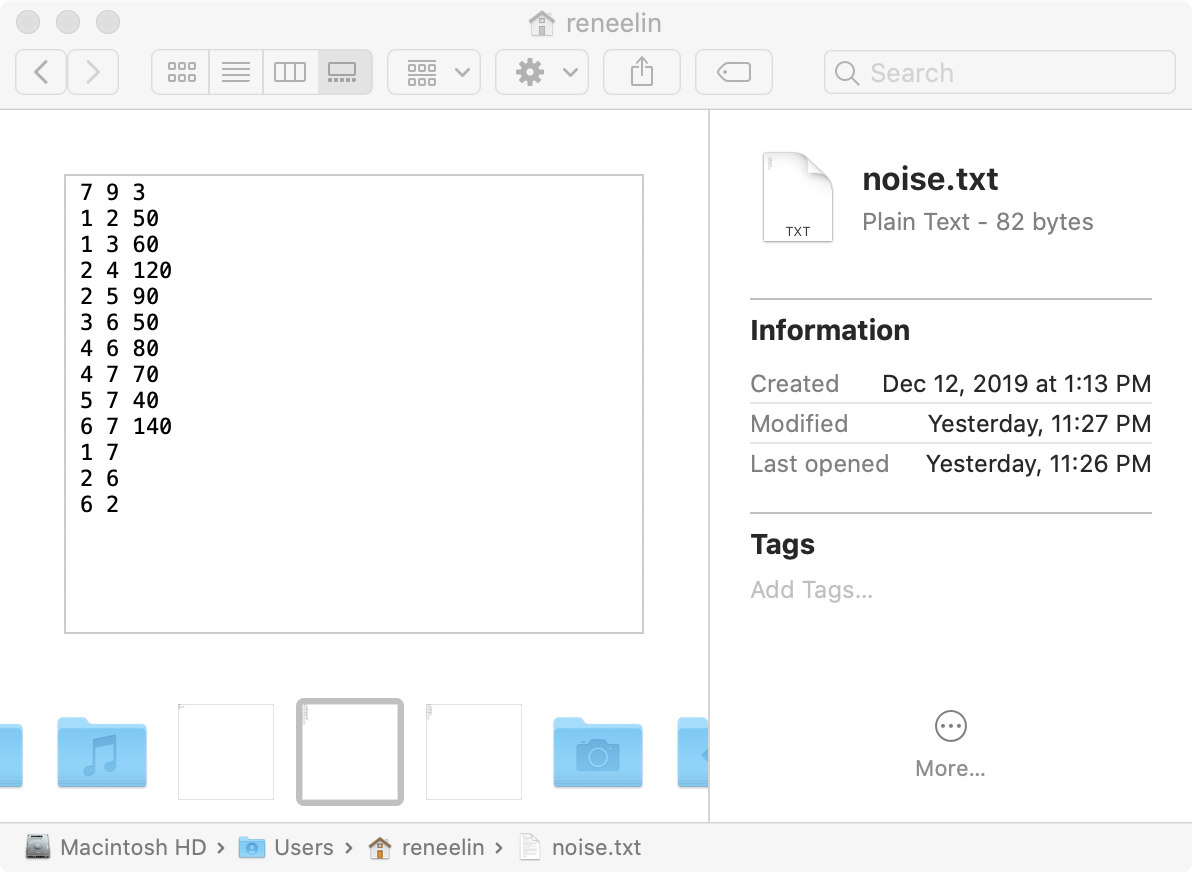 reneelin
Search
7 9 3
1 2 50
1 3 60
2 4 120
2 5 90
3 6 50
4 6 80
4 7 70
5 7 40
6 7 140
1 7
2 6
6 2
TXT
noise.txt
Plain Text - 82 bytes
Information
Created Dec 12, 2019 at 1:13 PM
Modified Yesterday, 11:27 PM
Last opened Yesterday, 11:26 PM
Tags
Add Tags...
More...
Macintosh HD › Users › reneelin › noise.txt